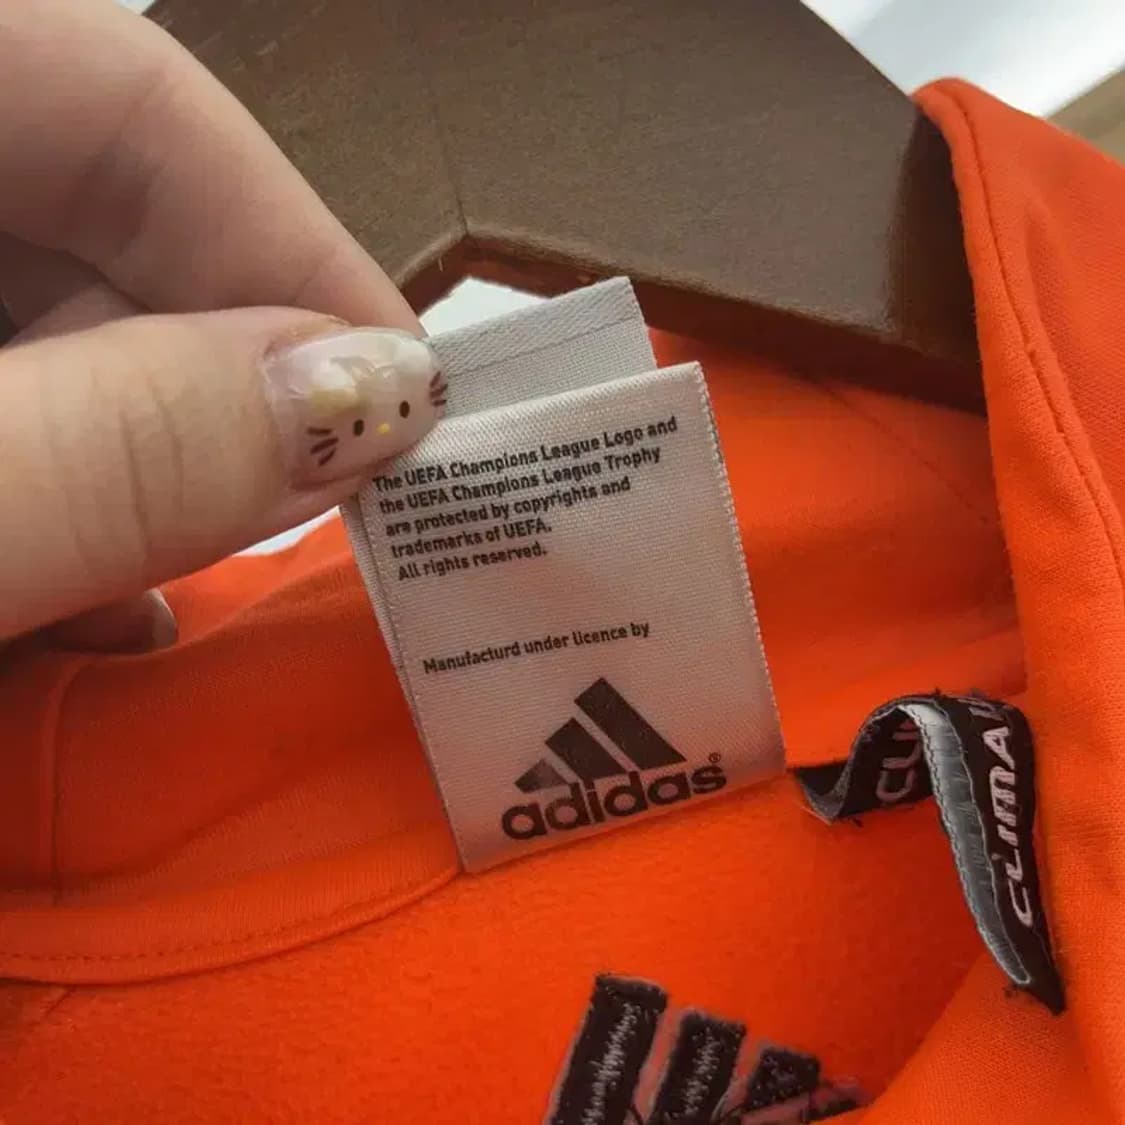 The UEFA Champions League Logo and
the UEFA Champions League Trophy
are protected by copyrights and
trademarks of UEFA.
All rights reserved.
Manufacturd under licence by
adidas®